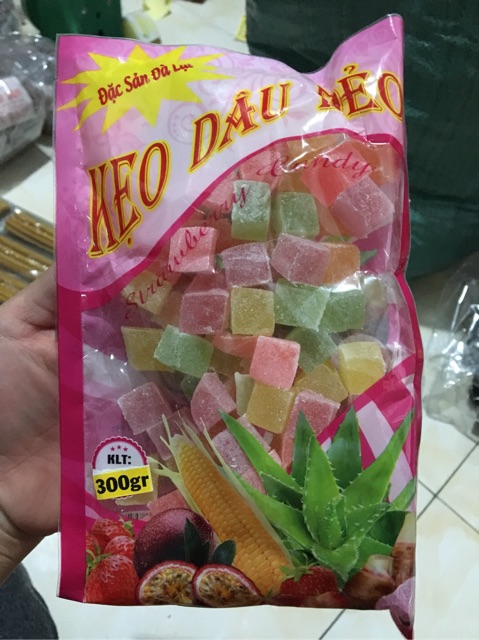 Đặc Sản Đà Lạt
KẸO DÂU DẺO
Strawberry Candy
KLT:
300gr